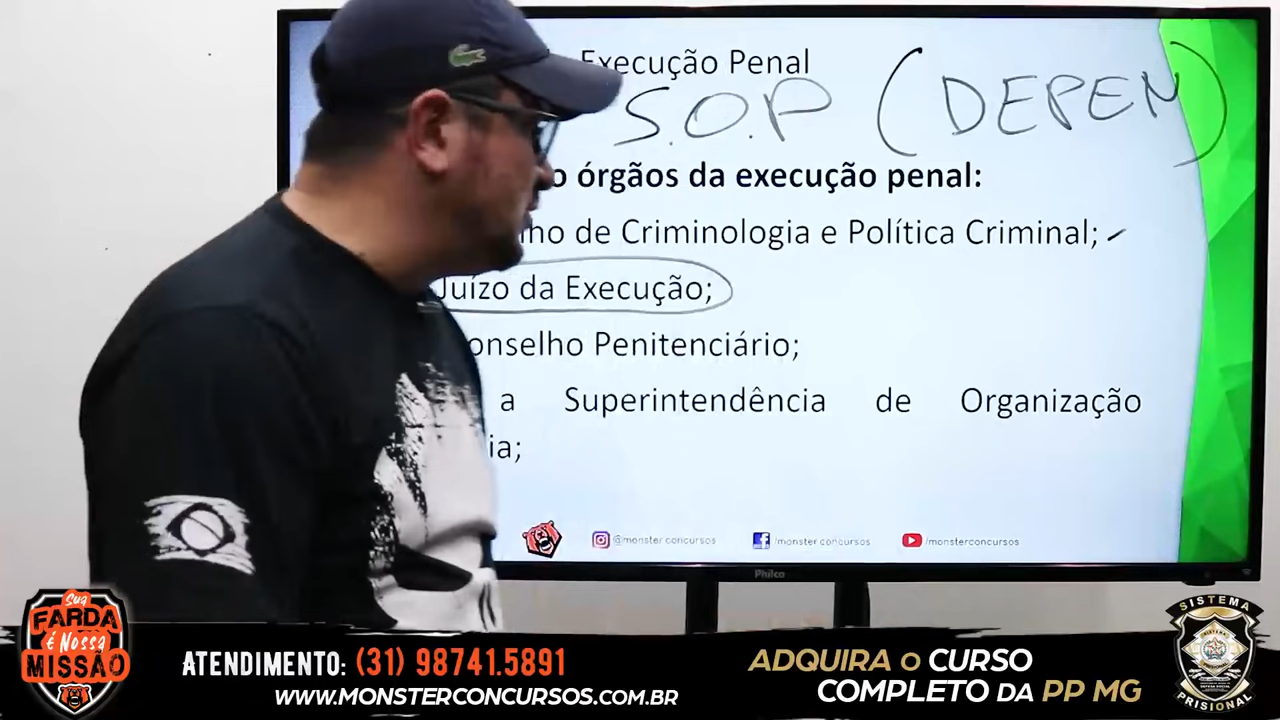 Execução Penal
S.O.P (DEPEN)
órgãos da execução penal:
de Criminologia e Política Criminal;
Juízo da Execução;
onselho Penitenciário;
a Superintendência de Organização
ia;
@monster.concursos /monster.concursos /monsterconcursos
Philco
Sua
FARDA
É NOSSA
MISSÃO
ATENDIMENTO: (31) 98741.5891
WWW.MONSTERCONCURSOS.COM.BR
ADQUIRA O CURSO
COMPLETO DA PP MG
SISTEMA
PRISIONAL